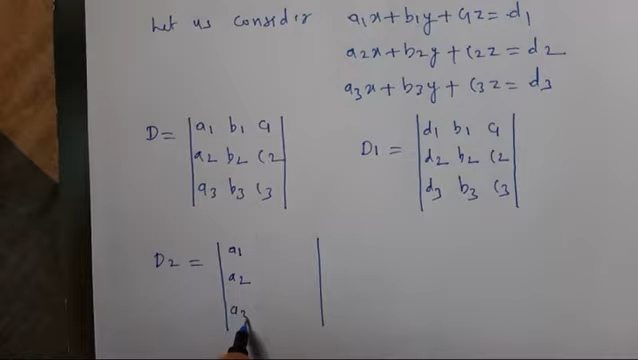 Let us consider a1x+b1y+c1z=d1
a2x+b2y+c2z=d2
a3x+b3y+c3z=d3
D= |a1 b1 c1| D1 = |d1 b1 c1|
|a2 b2 c2| |d2 b2 c2|
|a3 b3 c3| |d3 b3 c3|
D2 = |a1 |
|a2 |
|a3 |